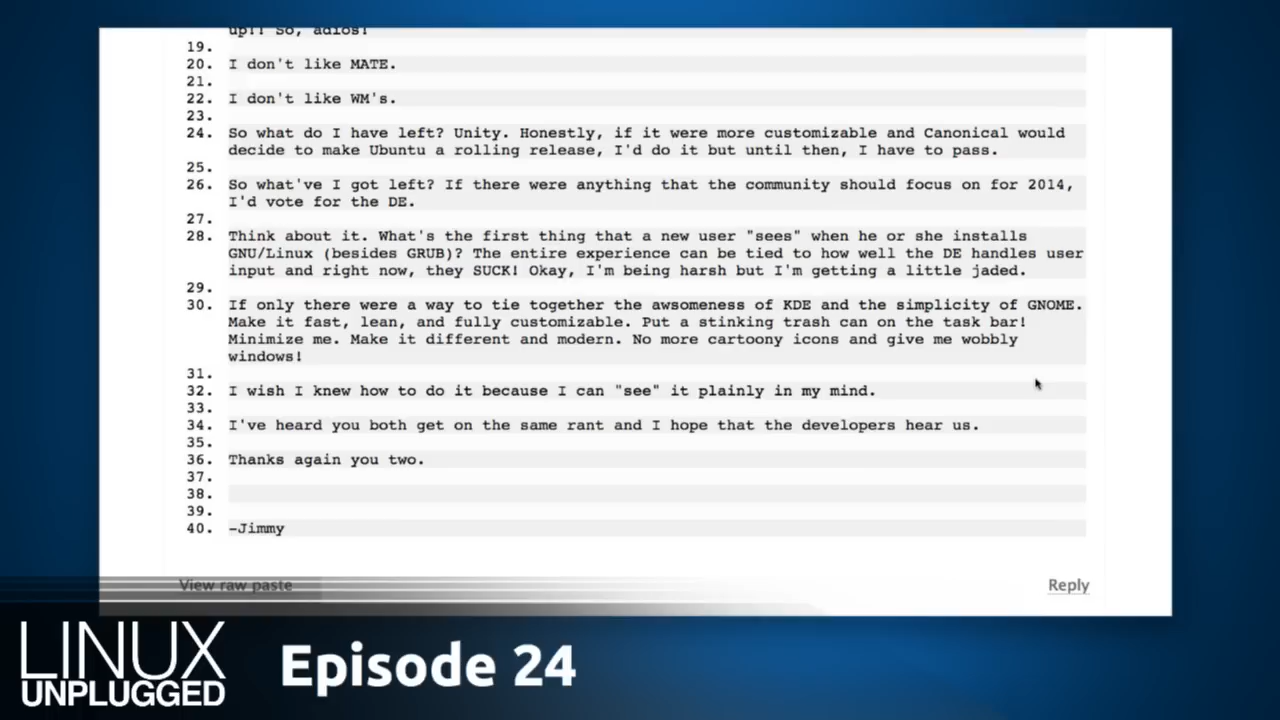 up!! So, adios!
19.
20. I don't like MATE.
21.
22. I don't like WM's.
23.
24. So what do I have left? Unity. Honestly, if it were more customizable and Canonical would
decide to make Ubuntu a rolling release, I'd do it but until then, I have to pass.
25.
26. So what've I got left? If there were anything that the community should focus on for 2014,
I'd vote for the DE.
27.
28. Think about it. What's the first thing that a new user "sees" when he or she installs
GNU/Linux (besides GRUB)? The entire experience can be tied to how well the DE handles user
input and right now, they SUCK! Okay, I'm being harsh but I'm getting a little jaded.
29.
30. If only there were a way to tie together the awsomeness of KDE and the simplicity of GNOME.
Make it fast, lean, and fully customizable. Put a stinking trash can on the task bar!
Minimize me. Make it different and modern. No more cartoony icons and give me wobbly
windows!
31.
32. I wish I knew how to do it because I can "see" it plainly in my mind.
33.
34. I've heard you both get on the same rant and I hope that the developers hear us.
35.
36. Thanks again you two.
37.
38.
39.
40. -Jimmy
View raw paste
Reply
LINUX
UNPLUGGED
Episode 24